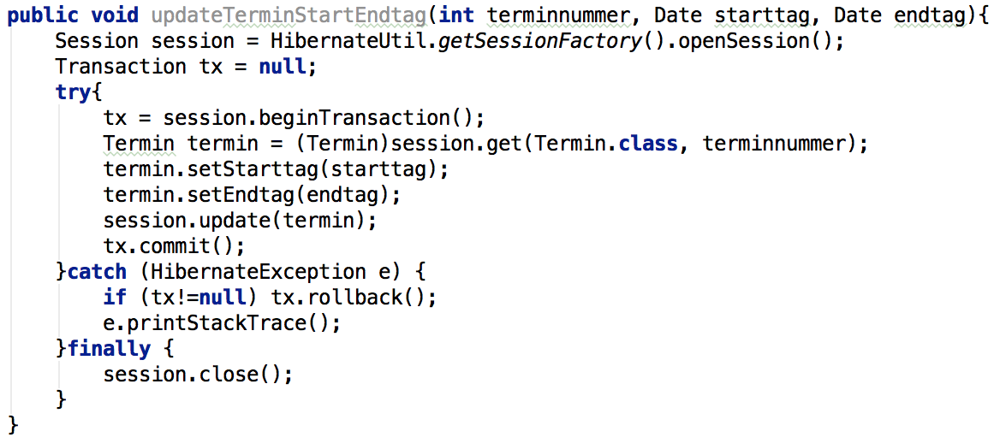 public void updateTerminStartEndtag(int terminnummer, Date starttag, Date endtag){
    Session session = HibernateUtil.getSessionFactory().openSession();
    Transaction tx = null;
    try{
        tx = session.beginTransaction();
        Termin termin = (Termin)session.get(Termin.class, terminnummer);
        termin.setStarttag(starttag);
        termin.setEndtag(endtag);
        session.update(termin);
        tx.commit();
    }catch (HibernateException e) {
        if (tx!=null) tx.rollback();
        e.printStackTrace();
    }finally {
        session.close();
    }
}